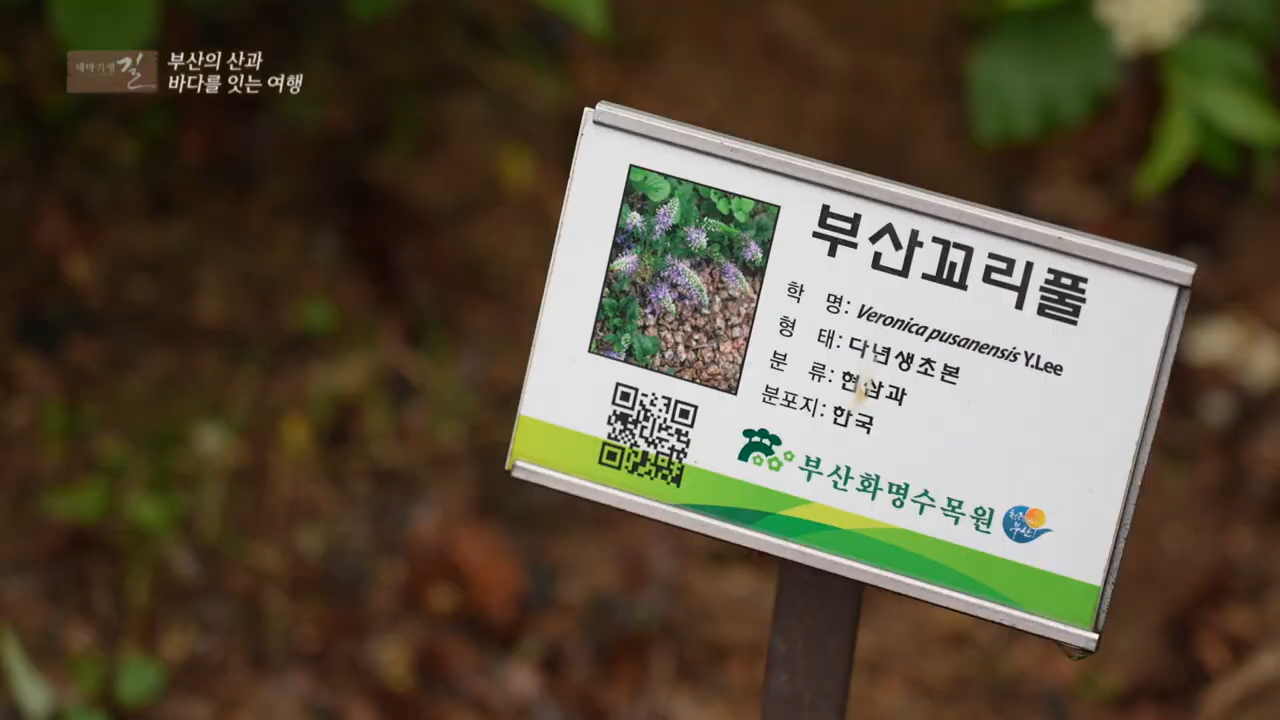 테마기행 길
부산의 산과
바다를 잇는 여행
부산꼬리풀
학 명: Veronica pusanensis Y.Lee
형 태: 다년생초본
분 류: 현삼과
분포지: 한국
부산화명수목원
부산